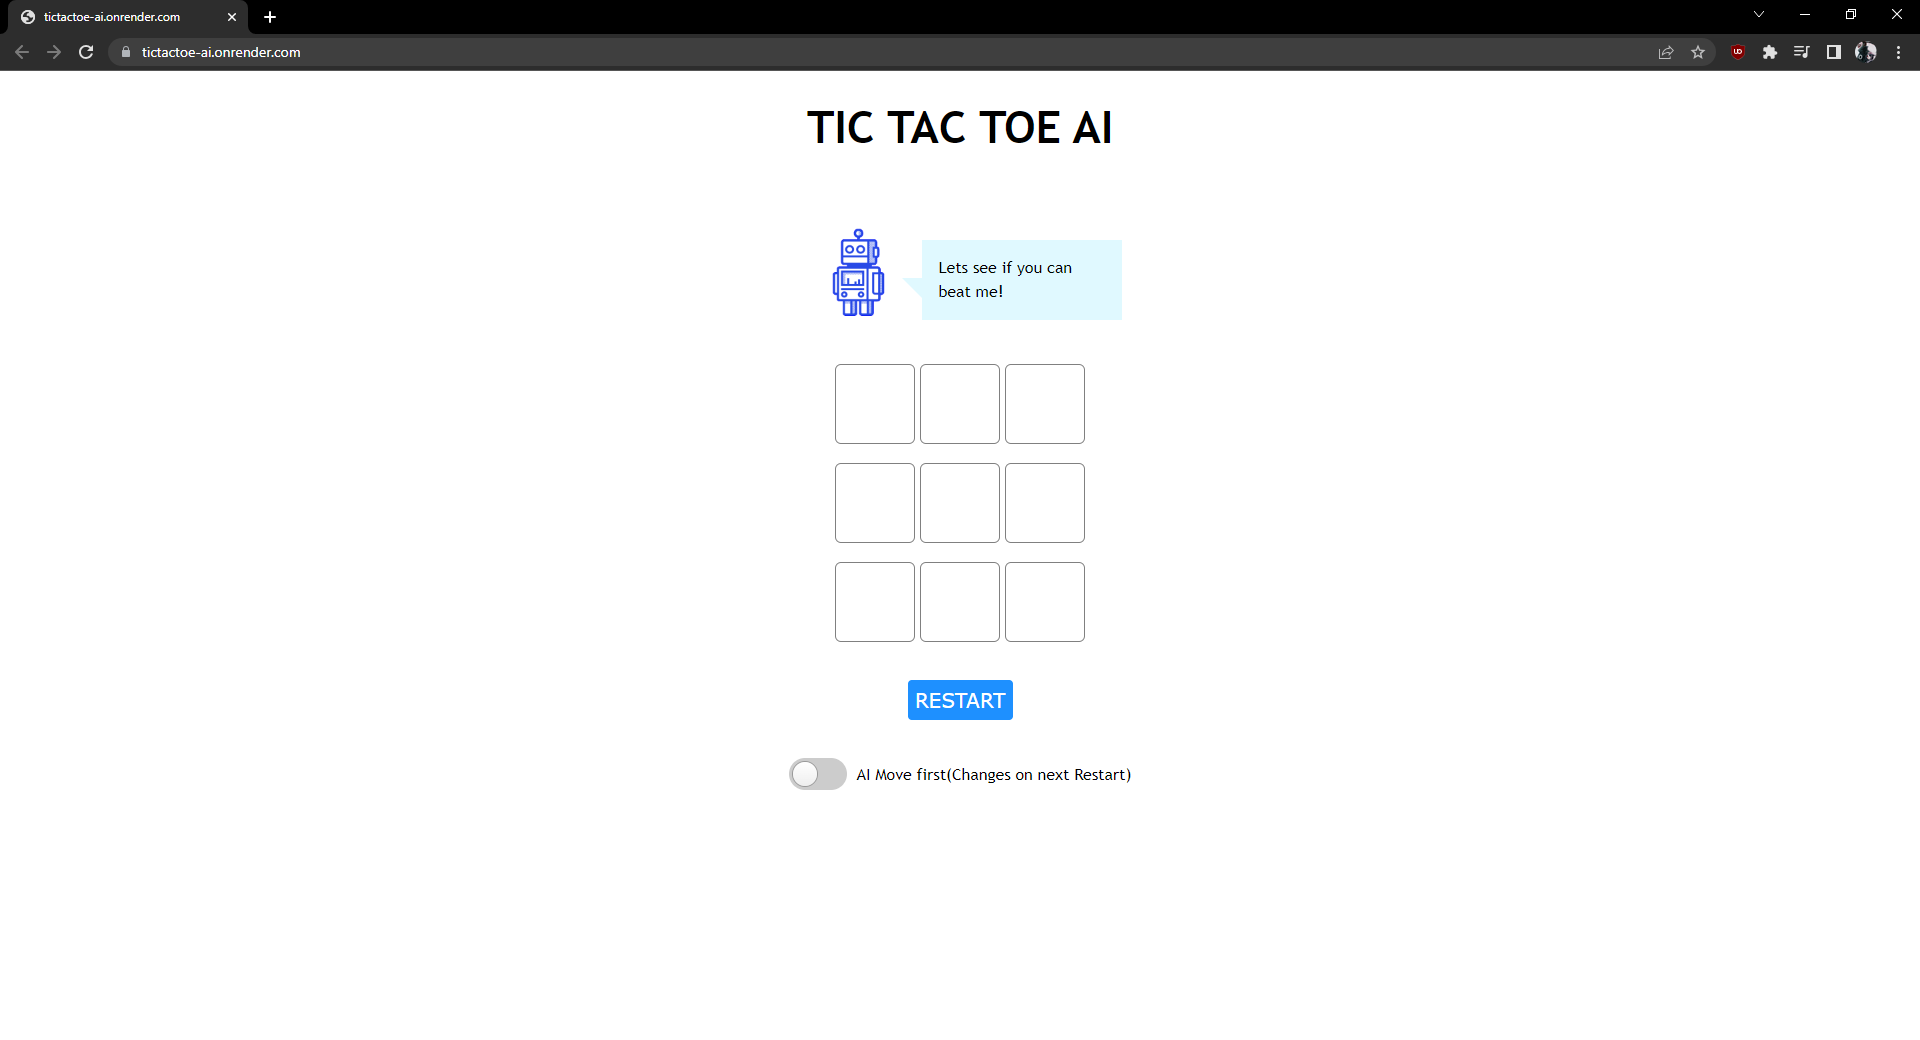 tictactoe-ai.onrender.com
tictactoe-ai.onrender.com
TIC TAC TOE AI
Lets see if you can
beat me!
RESTART
AI Move first(Changes on next Restart)